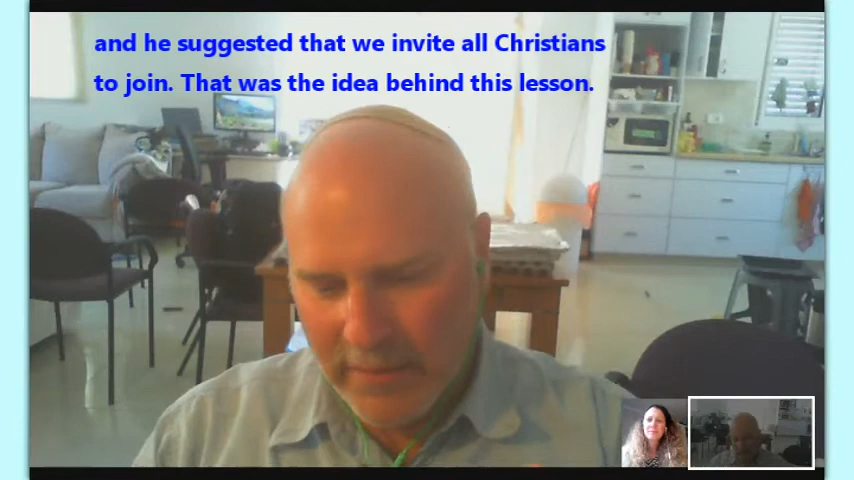 and he suggested that we invite all Christians
to join. That was the idea behind this lesson.